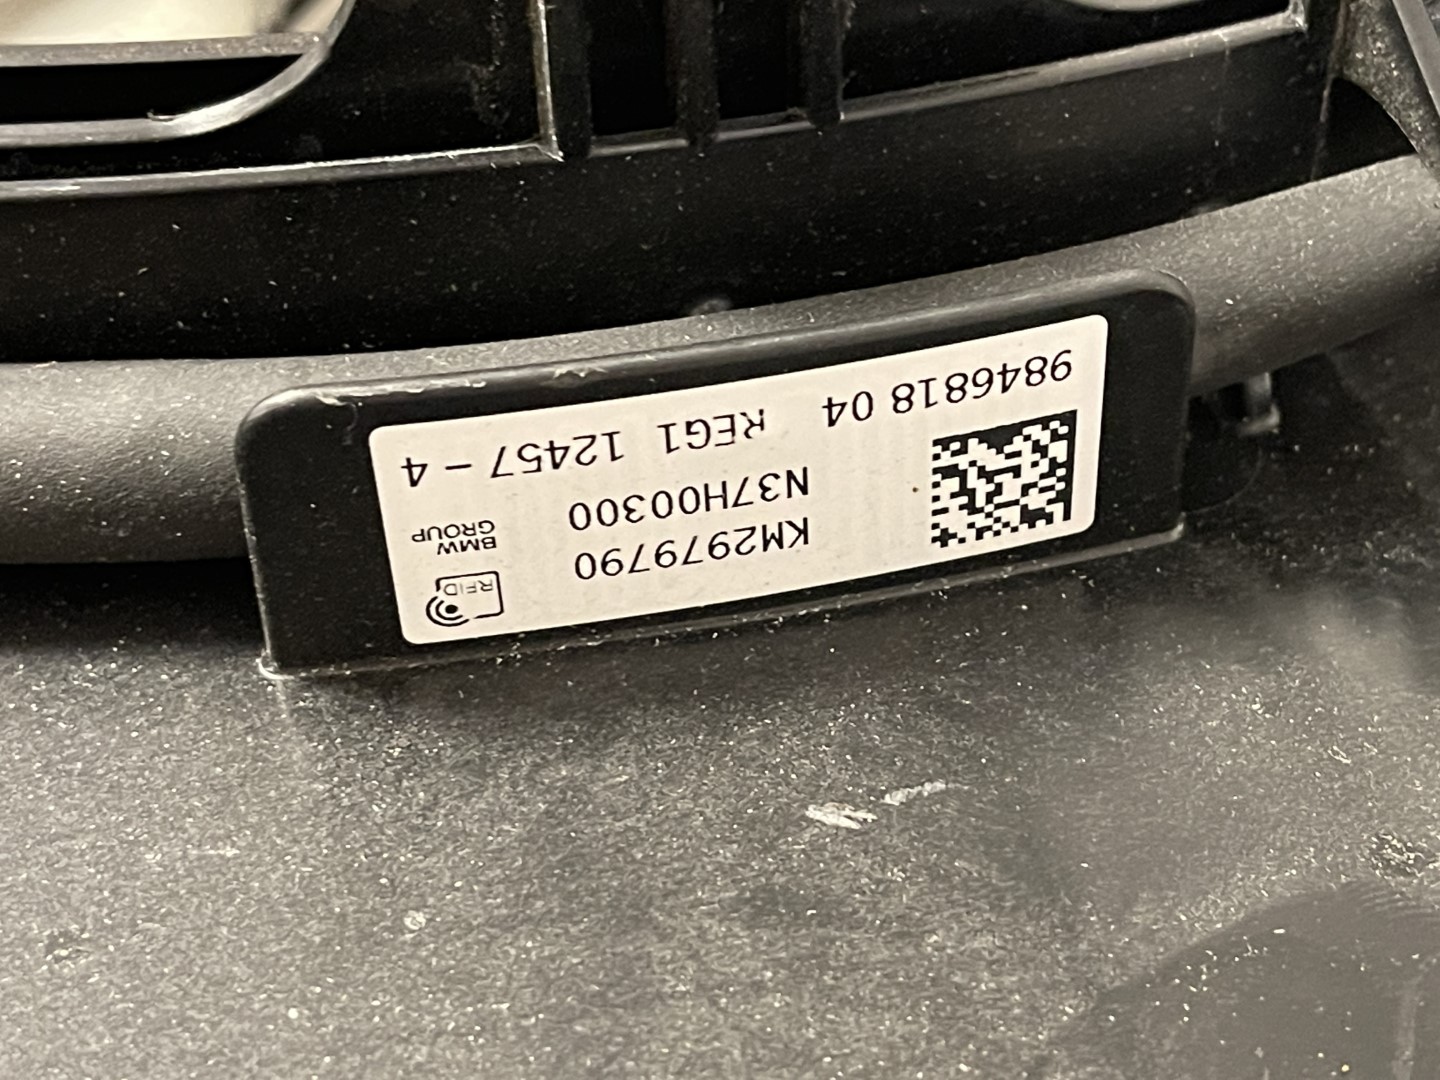 RFID
BMW
GROUP
KM2979790
N37H00300
9846818 04 REG1 12457 - 4